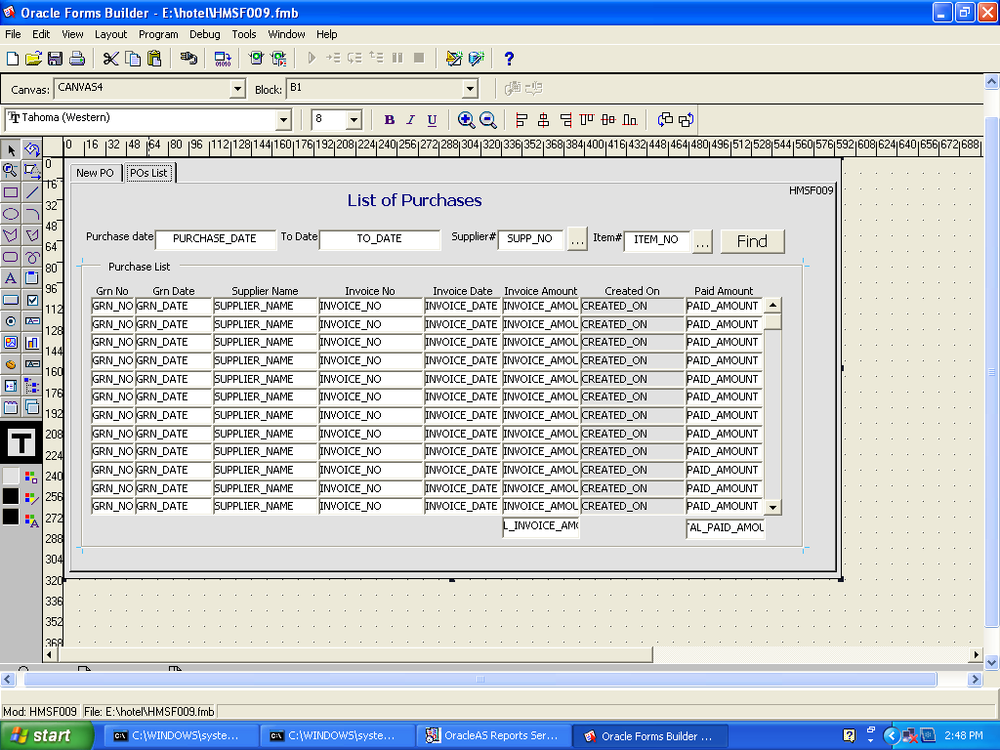 Oracle Forms Builder - E:\hotel\HMSF009.fmb
File Edit View Layout Program Debug Tools Window Help
Canvas: CANVAS4 Block: B1
Tahoma (Western) 8 B I U
0 16 32 48 64 80 96 112 128 144 160 176 192 208 224 240 256 272 288 304 320 336 352 368 384 400 416 432 448 464 480 496 512 528 544 560 576 592 608 624 640 656 672 688
0
16
32
48
64
80
96
112
128
144
160
176
192
208
224
240
256
272
288
304
320
336
352
368
New PO POs List
HMSF009
List of Purchases
Purchase date PURCHASE_DATE To Date TO_DATE Supplier# SUPP_NO ... Item# ITEM_NO ... Find
Purchase List
Grn No Grn Date Supplier Name Invoice No Invoice Date Invoice Amount Created On Paid Amount
GRN_NO GRN_DATE SUPPLIER_NAME INVOICE_NO INVOICE_DATE INVOICE_AMOU CREATED_ON PAID_AMOUNT
GRN_NO GRN_DATE SUPPLIER_NAME INVOICE_NO INVOICE_DATE INVOICE_AMOU CREATED_ON PAID_AMOUNT
GRN_NO GRN_DATE SUPPLIER_NAME INVOICE_NO INVOICE_DATE INVOICE_AMOU CREATED_ON PAID_AMOUNT
GRN_NO GRN_DATE SUPPLIER_NAME INVOICE_NO INVOICE_DATE INVOICE_AMOU CREATED_ON PAID_AMOUNT
GRN_NO GRN_DATE SUPPLIER_NAME INVOICE_NO INVOICE_DATE INVOICE_AMOU CREATED_ON PAID_AMOUNT
GRN_NO GRN_DATE SUPPLIER_NAME INVOICE_NO INVOICE_DATE INVOICE_AMOU CREATED_ON PAID_AMOUNT
GRN_NO GRN_DATE SUPPLIER_NAME INVOICE_NO INVOICE_DATE INVOICE_AMOU CREATED_ON PAID_AMOUNT
GRN_NO GRN_DATE SUPPLIER_NAME INVOICE_NO INVOICE_DATE INVOICE_AMOU CREATED_ON PAID_AMOUNT
GRN_NO GRN_DATE SUPPLIER_NAME INVOICE_NO INVOICE_DATE INVOICE_AMOU CREATED_ON PAID_AMOUNT
GRN_NO GRN_DATE SUPPLIER_NAME INVOICE_NO INVOICE_DATE INVOICE_AMOU CREATED_ON PAID_AMOUNT
GRN_NO GRN_DATE SUPPLIER_NAME INVOICE_NO INVOICE_DATE INVOICE_AMOU CREATED_ON PAID_AMOUNT
GRN_NO GRN_DATE SUPPLIER_NAME INVOICE_NO INVOICE_DATE INVOICE_AMOU CREATED_ON PAID_AMOUNT
L_INVOICE_AMO TAL_PAID_AMOU
Mod: HMSF009 File: E:\hotel\HMSF009.fmb
start C:\WINDOWS\syste... C:\WINDOWS\syste... OracleAS Reports Ser... Oracle Forms Builder ... 2:48 PM